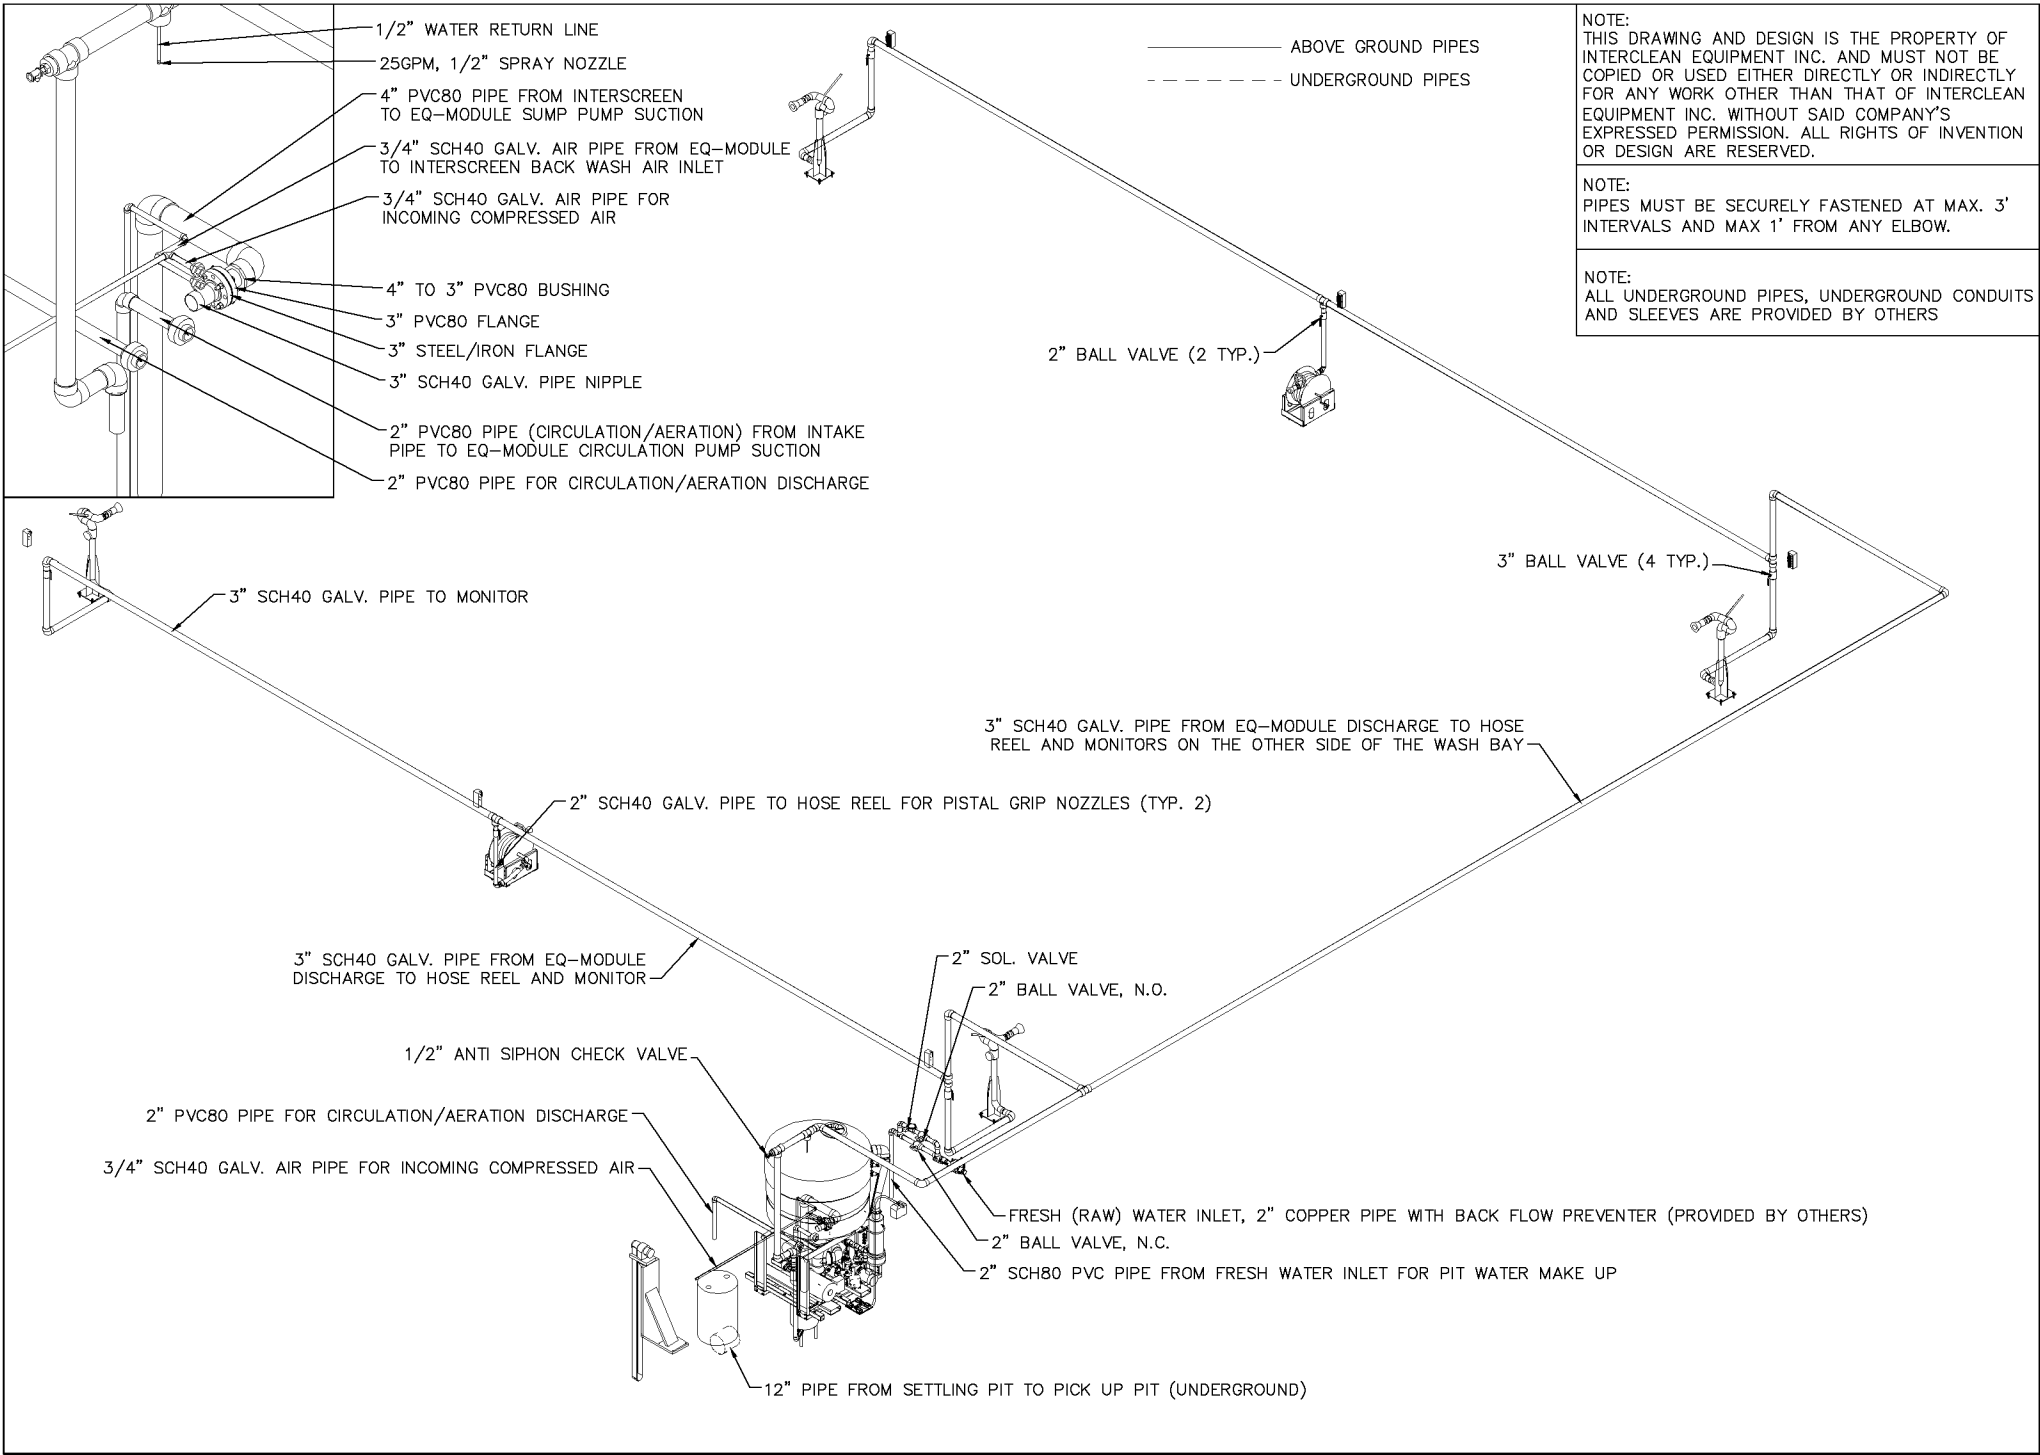 1/2" WATER RETURN LINE
25GPM, 1/2" SPRAY NOZZLE
4" PVC80 PIPE FROM INTERSCREEN
TO EQ-MODULE SUMP PUMP SUCTION
3/4" SCH40 GALV. AIR PIPE FROM EQ-MODULE
TO INTERSCREEN BACK WASH AIR INLET
3/4" SCH40 GALV. AIR PIPE FOR
INCOMING COMPRESSED AIR
4" TO 3" PVC80 BUSHING
3" PVC80 FLANGE
3" STEEL/IRON FLANGE
3" SCH40 GALV. PIPE NIPPLE
2" PVC80 PIPE (CIRCULATION/AERATION) FROM INTAKE
PIPE TO EQ-MODULE CIRCULATION PUMP SUCTION
2" PVC80 PIPE FOR CIRCULATION/AERATION DISCHARGE
ABOVE GROUND PIPES
UNDERGROUND PIPES
NOTE:
THIS DRAWING AND DESIGN IS THE PROPERTY OF
INTERCLEAN EQUIPMENT INC. AND MUST NOT BE
COPIED OR USED EITHER DIRECTLY OR INDIRECTLY
FOR ANY WORK OTHER THAN THAT OF INTERCLEAN
EQUIPMENT INC. WITHOUT SAID COMPANY'S
EXPRESSED PERMISSION. ALL RIGHTS OF INVENTION
OR DESIGN ARE RESERVED.
NOTE:
PIPES MUST BE SECURELY FASTENED AT MAX. 3'
INTERVALS AND MAX 1' FROM ANY ELBOW.
NOTE:
ALL UNDERGROUND PIPES, UNDERGROUND CONDUITS
AND SLEEVES ARE PROVIDED BY OTHERS
2" BALL VALVE (2 TYP.)
3" BALL VALVE (4 TYP.)
3" SCH40 GALV. PIPE TO MONITOR
3" SCH40 GALV. PIPE FROM EQ-MODULE DISCHARGE TO HOSE
REEL AND MONITORS ON THE OTHER SIDE OF THE WASH BAY
2" SCH40 GALV. PIPE TO HOSE REEL FOR PISTAL GRIP NOZZLES (TYP. 2)
3" SCH40 GALV. PIPE FROM EQ-MODULE
DISCHARGE TO HOSE REEL AND MONITOR
2" SOL. VALVE
2" BALL VALVE, N.O.
1/2" ANTI SIPHON CHECK VALVE
2" PVC80 PIPE FOR CIRCULATION/AERATION DISCHARGE
3/4" SCH40 GALV. AIR PIPE FOR INCOMING COMPRESSED AIR
FRESH (RAW) WATER INLET, 2" COPPER PIPE WITH BACK FLOW PREVENTER (PROVIDED BY OTHERS)
2" BALL VALVE, N.C.
2" SCH80 PVC PIPE FROM FRESH WATER INLET FOR PIT WATER MAKE UP
12" PIPE FROM SETTLING PIT TO PICK UP PIT (UNDERGROUND)